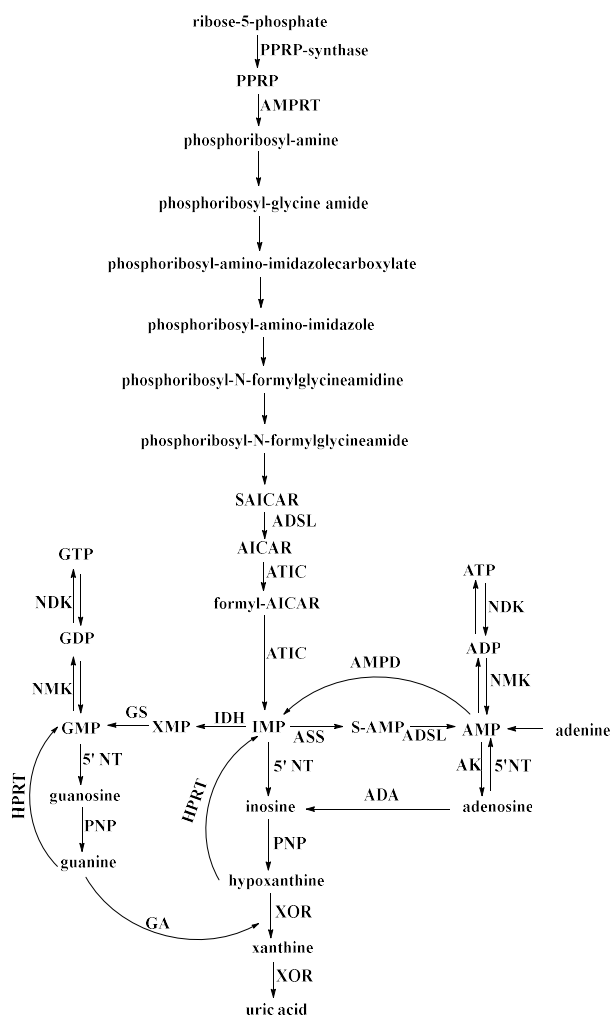 ribose-5-phosphate
PPRP-synthase
PPRP
AMPRT
phosphoribosyl-amine
phosphoribosyl-glycine amide
phosphoribosyl-amino-imidazolecarboxylate
phosphoribosyl-amino-imidazole
phosphoribosyl-N-formylglycineamidine
phosphoribosyl-N-formylglycineamide
SAICAR
ADSL
AICAR
ATIC
formyl-AICAR
ATIC
GTP
NDK
GDP
NMK
ATP
NDK
ADP
NMK
AMPD
GMP GS XMP IDH IMP ASS S-AMP ADSL AMP adenine
5' NT
5' NT
AK 5'NT
HPRT
guanosine
HPRT
inosine ADA adenosine
PNP
PNP
guanine
hypoxanthine
GA
XOR
xanthine
XOR
uric acid